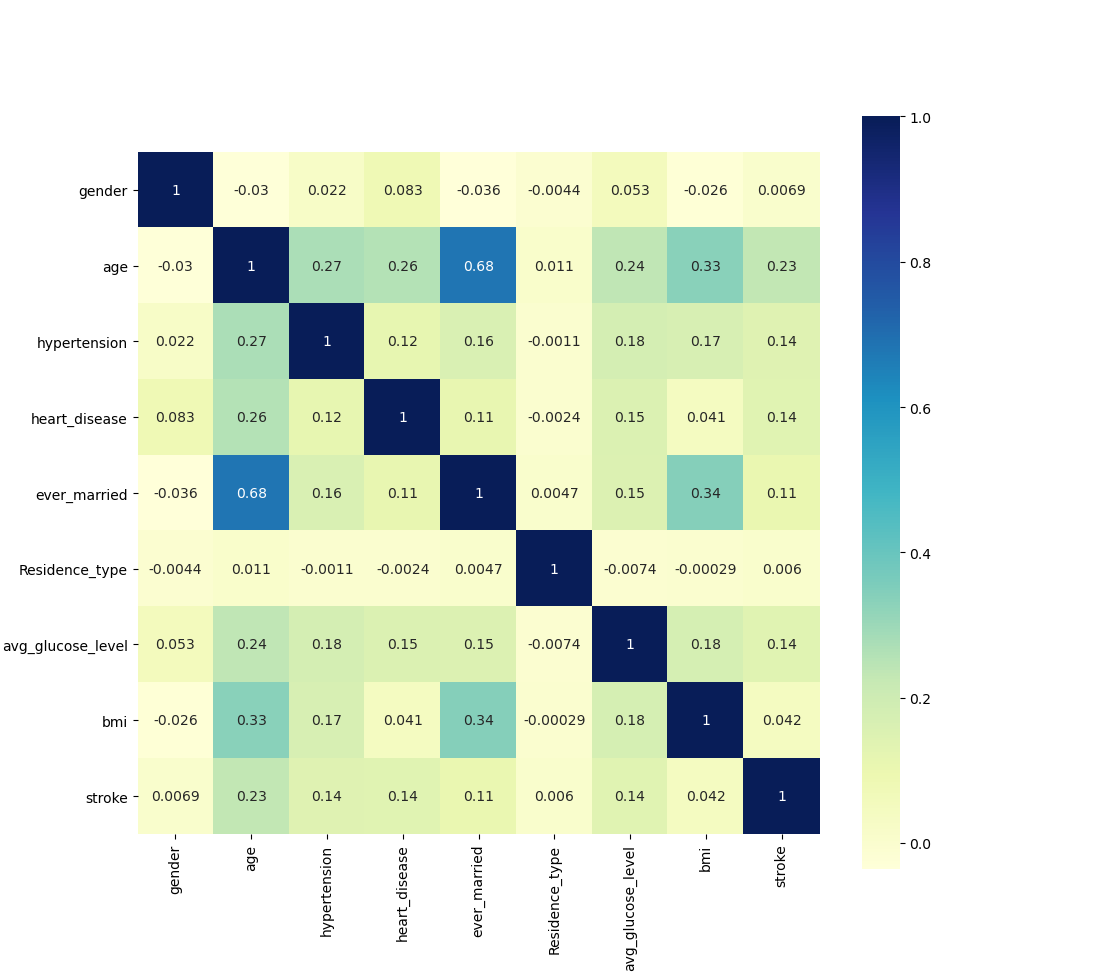 1.0
gender 1 -0.03 0.022 0.083 -0.036 -0.0044 0.053 -0.026 0.0069
age -0.03 1 0.27 0.26 0.68 0.011 0.24 0.33 0.23
0.8
hypertension 0.022 0.27 1 0.12 0.16 -0.0011 0.18 0.17 0.14
0.6
heart_disease 0.083 0.26 0.12 1 0.11 -0.0024 0.15 0.041 0.14
ever_married -0.036 0.68 0.16 0.11 1 0.0047 0.15 0.34 0.11
0.4
Residence_type -0.0044 0.011 -0.0011 -0.0024 0.0047 1 -0.0074 -0.00029 0.006
avg_glucose_level 0.053 0.24 0.18 0.15 0.15 -0.0074 1 0.18 0.14
0.2
bmi -0.026 0.33 0.17 0.041 0.34 -0.00029 0.18 1 0.042
stroke 0.0069 0.23 0.14 0.14 0.11 0.006 0.14 0.042 1
0.0
gender age hypertension heart_disease ever_married Residence_type avg_glucose_level bmi stroke